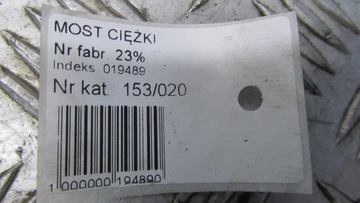 MOST CIĘŻKI
Nr fabr. 23%
Indeks 019489
Nr kat. 153/020
1 000000 194890